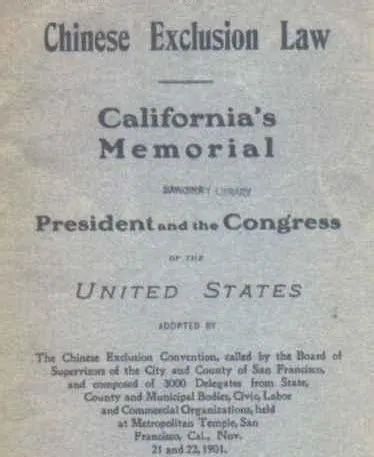 Chinese Exclusion Law
California's
Memorial
LIBRARY
President and the Congress
OF THE
UNITED STATES
ADOPTED BY
The Chinese Exclusion Convention, called by the Board of
Supervisors of the City and County of San Francisco,
and composed of 3000 Delegates from State,
County and Municipal Bodies, Civic, Labor
and Commercial Organizations, held
at Metropolitan Temple, San
Francisco, Cal., Nov.
21 and 22, 1901.